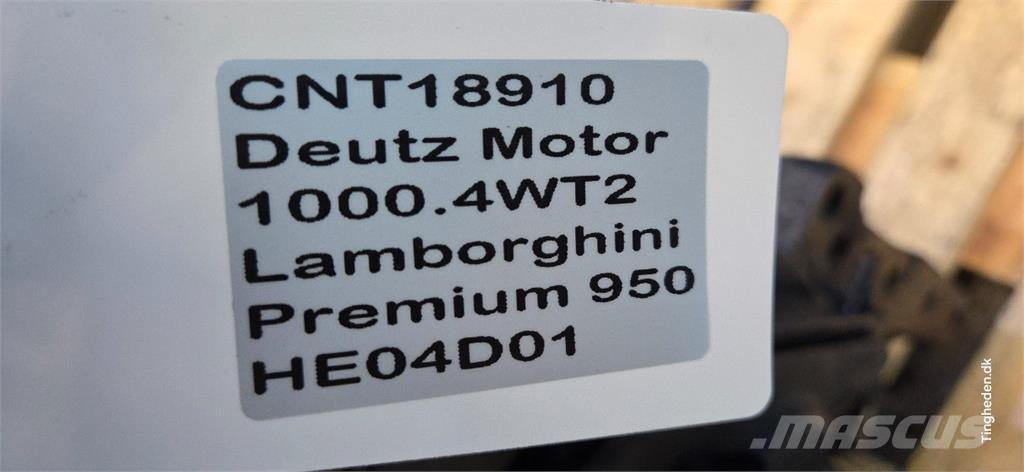 CNT18910
Deutz Motor
1000.4WT2
Lamborghini
Premium 950
HE04D01
MASCUS
Tingheden.dk